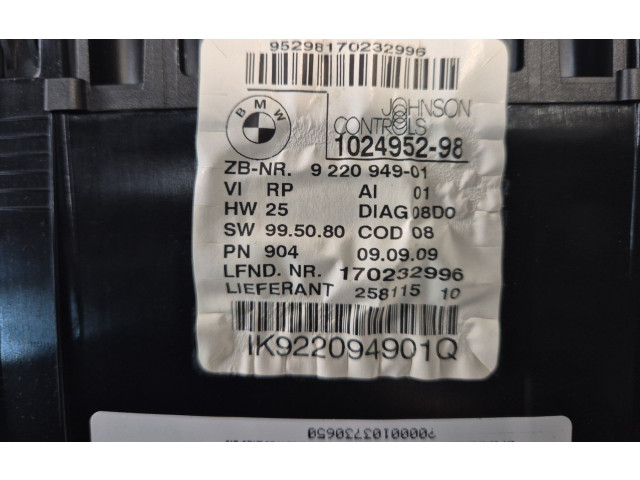 95298170232996
BMW
JOHNSON
CONTROLS
1024952-98
ZB-NR. 9 220 949-01
VI RP AI 01
HW 25 DIAG 08D0
SW 99.50.80 COD 08
PN 904 09.09.09
LFND. NR. 170232996
LIEFERANT 258115 10
IK922094901Q